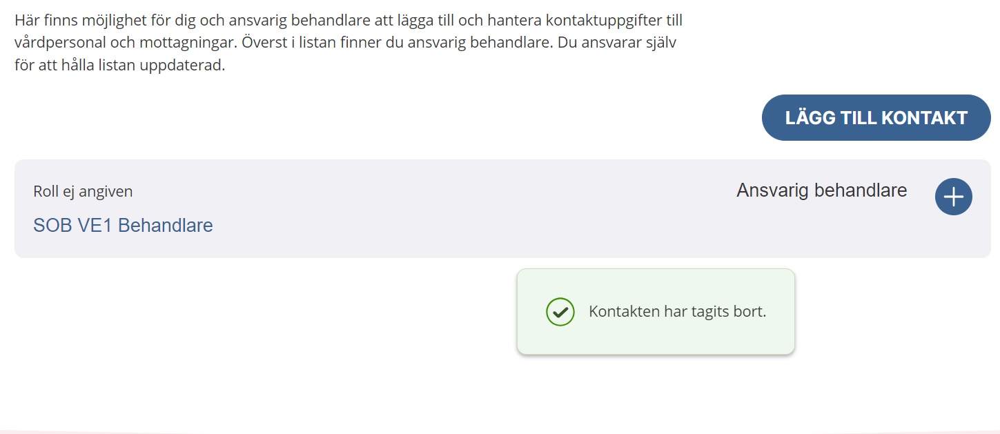 Här finns möjlighet för dig och ansvarig behandlare att lägga till och hantera kontaktuppgifter till
vårdpersonal och mottagningar. Överst i listan finner du ansvarig behandlare. Du ansvarar själv
för att hålla listan uppdaterad.
LÄGG TILL KONTAKT
Roll ej angiven
Ansvarig behandlare
SOB VE1 Behandlare
Kontakten har tagits bort.